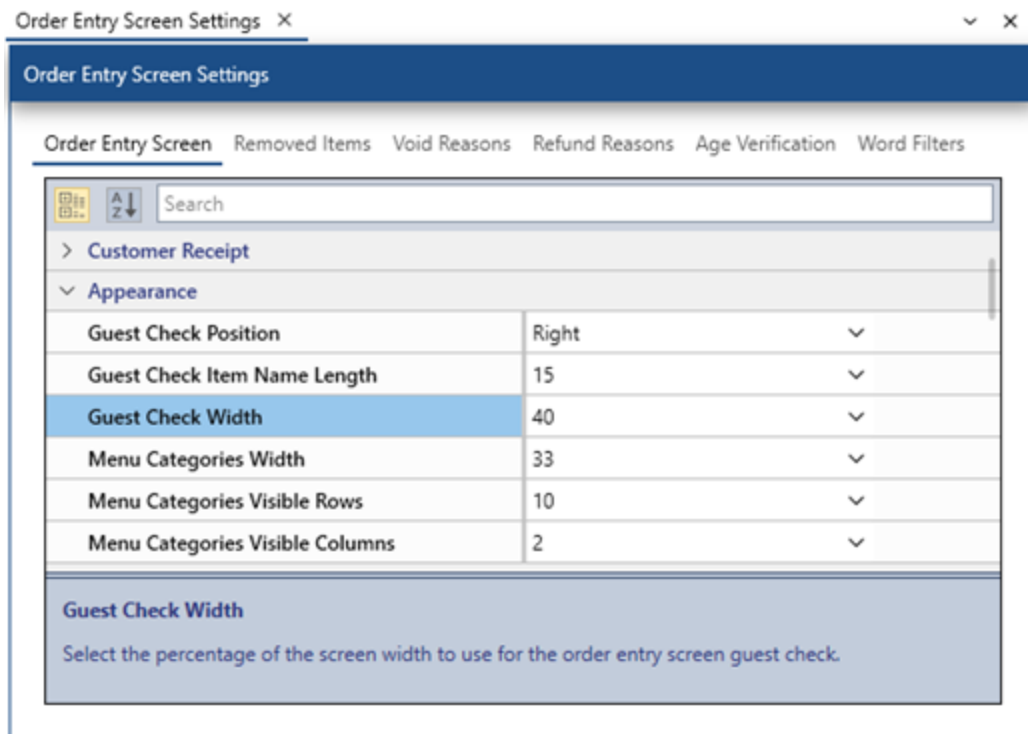 Order Entry Screen Settings
Order Entry Screen Settings
Order Entry Screen Removed Items Void Reasons Refund Reasons Age Verification Word Filters
A Z Search
Customer Receipt
Appearance
Guest Check Position Right
Guest Check Item Name Length 15
Guest Check Width 40
Menu Categories Width 33
Menu Categories Visible Rows 10
Menu Categories Visible Columns 2
Guest Check Width
Select the percentage of the screen width to use for the order entry screen guest check.